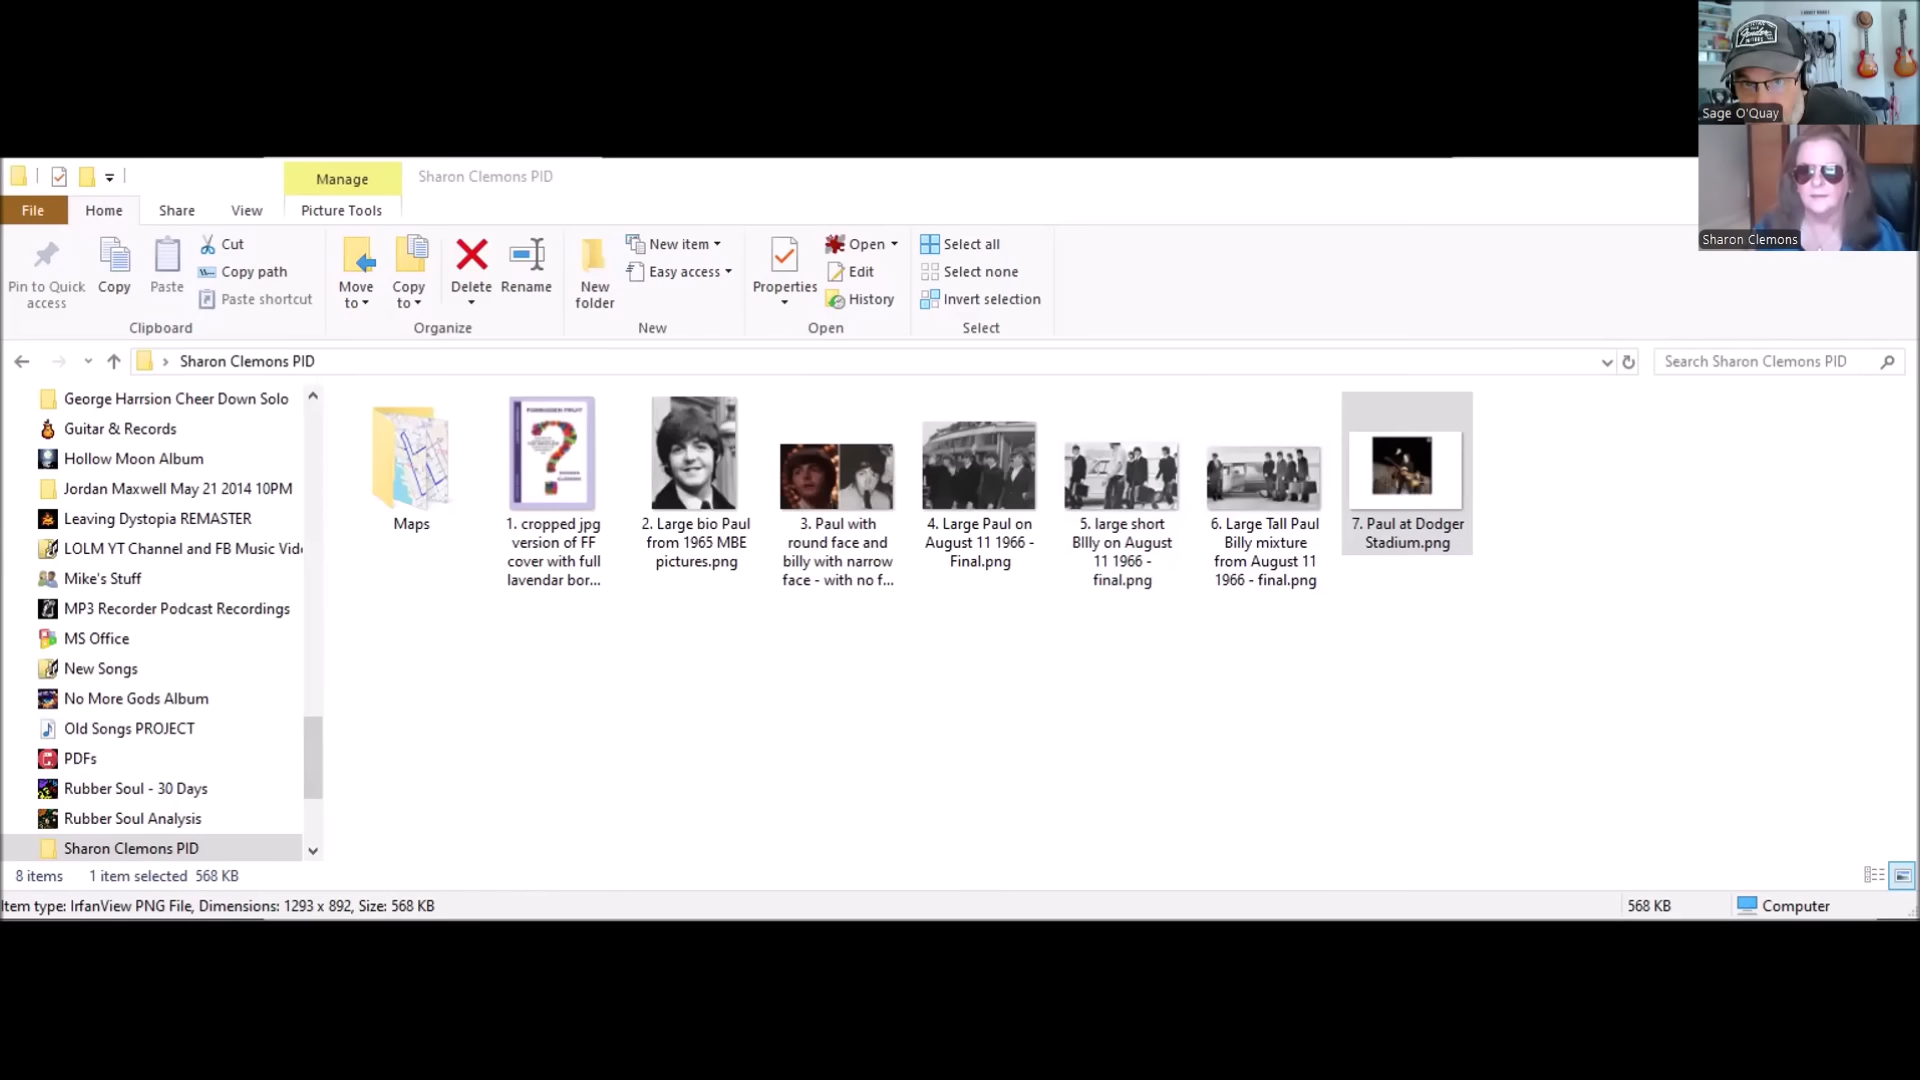 Sage O'Quay
Sharon Clemons
Manage
Sharon Clemons PID
File
Home
Share
View
Picture Tools
Pin to Quick
access
Copy
Paste
Cut
Copy path
Paste shortcut
Clipboard
Move
to
Copy
to
Delete
Rename
Organize
New
folder
New item
Easy access
New
Properties
Open
Edit
History
Open
Select all
Select none
Invert selection
Select
Sharon Clemons PID
Search Sharon Clemons PID
George Harrsion Cheer Down Solo
Guitar & Records
Hollow Moon Album
Jordan Maxwell May 21 2014 10PM
Leaving Dystopia REMASTER
LOLM YT Channel and FB Music Vid
Mike's Stuff
MP3 Recorder Podcast Recordings
MS Office
New Songs
No More Gods Album
Old Songs PROJECT
PDFs
Rubber Soul - 30 Days
Rubber Soul Analysis
Sharon Clemons PID
Maps
FORBIDDEN FRUIT
?
1. cropped jpg
version of FF
cover with full
lavendar bor...
2. Large bio Paul
from 1965 MBE
pictures.png
3. Paul with
round face and
billy with narrow
face - with no f...
4. Large Paul on
August 11 1966 -
Final.png
5. large short
BIlly on August
11 1966 -
final.png
6. Large Tall Paul
Billy mixture
from August 11
1966 - final.png
7. Paul at Dodger
Stadium.png
8 items
1 item selected 568 KB
Item type: IrfanView PNG File, Dimensions: 1293 x 892, Size: 568 KB
568 KB
Computer